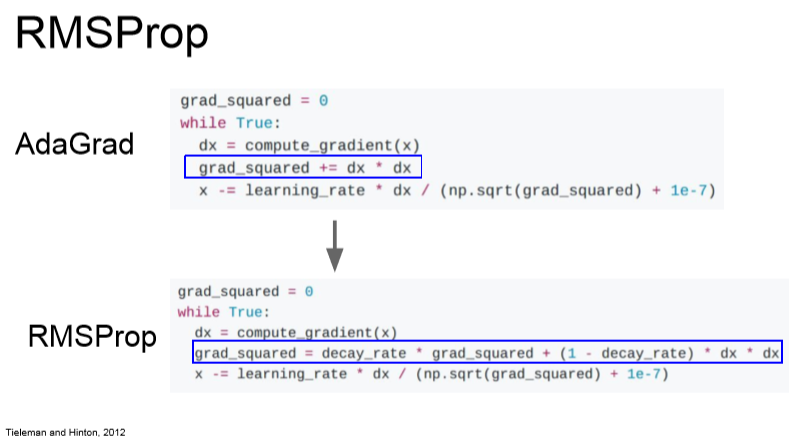 RMSProp
AdaGrad
grad_squared = 0
while True:
dx = compute_gradient(x)
grad_squared += dx * dx
x -= learning_rate * dx / (np.sqrt(grad_squared) + 1e-7)
RMSProp
grad_squared = 0
while True:
dx = compute_gradient(x)
grad_squared = decay_rate * grad_squared + (1 - decay_rate) * dx * dx
x -= learning_rate * dx / (np.sqrt(grad_squared) + 1e-7)
Tieleman and Hinton, 2012